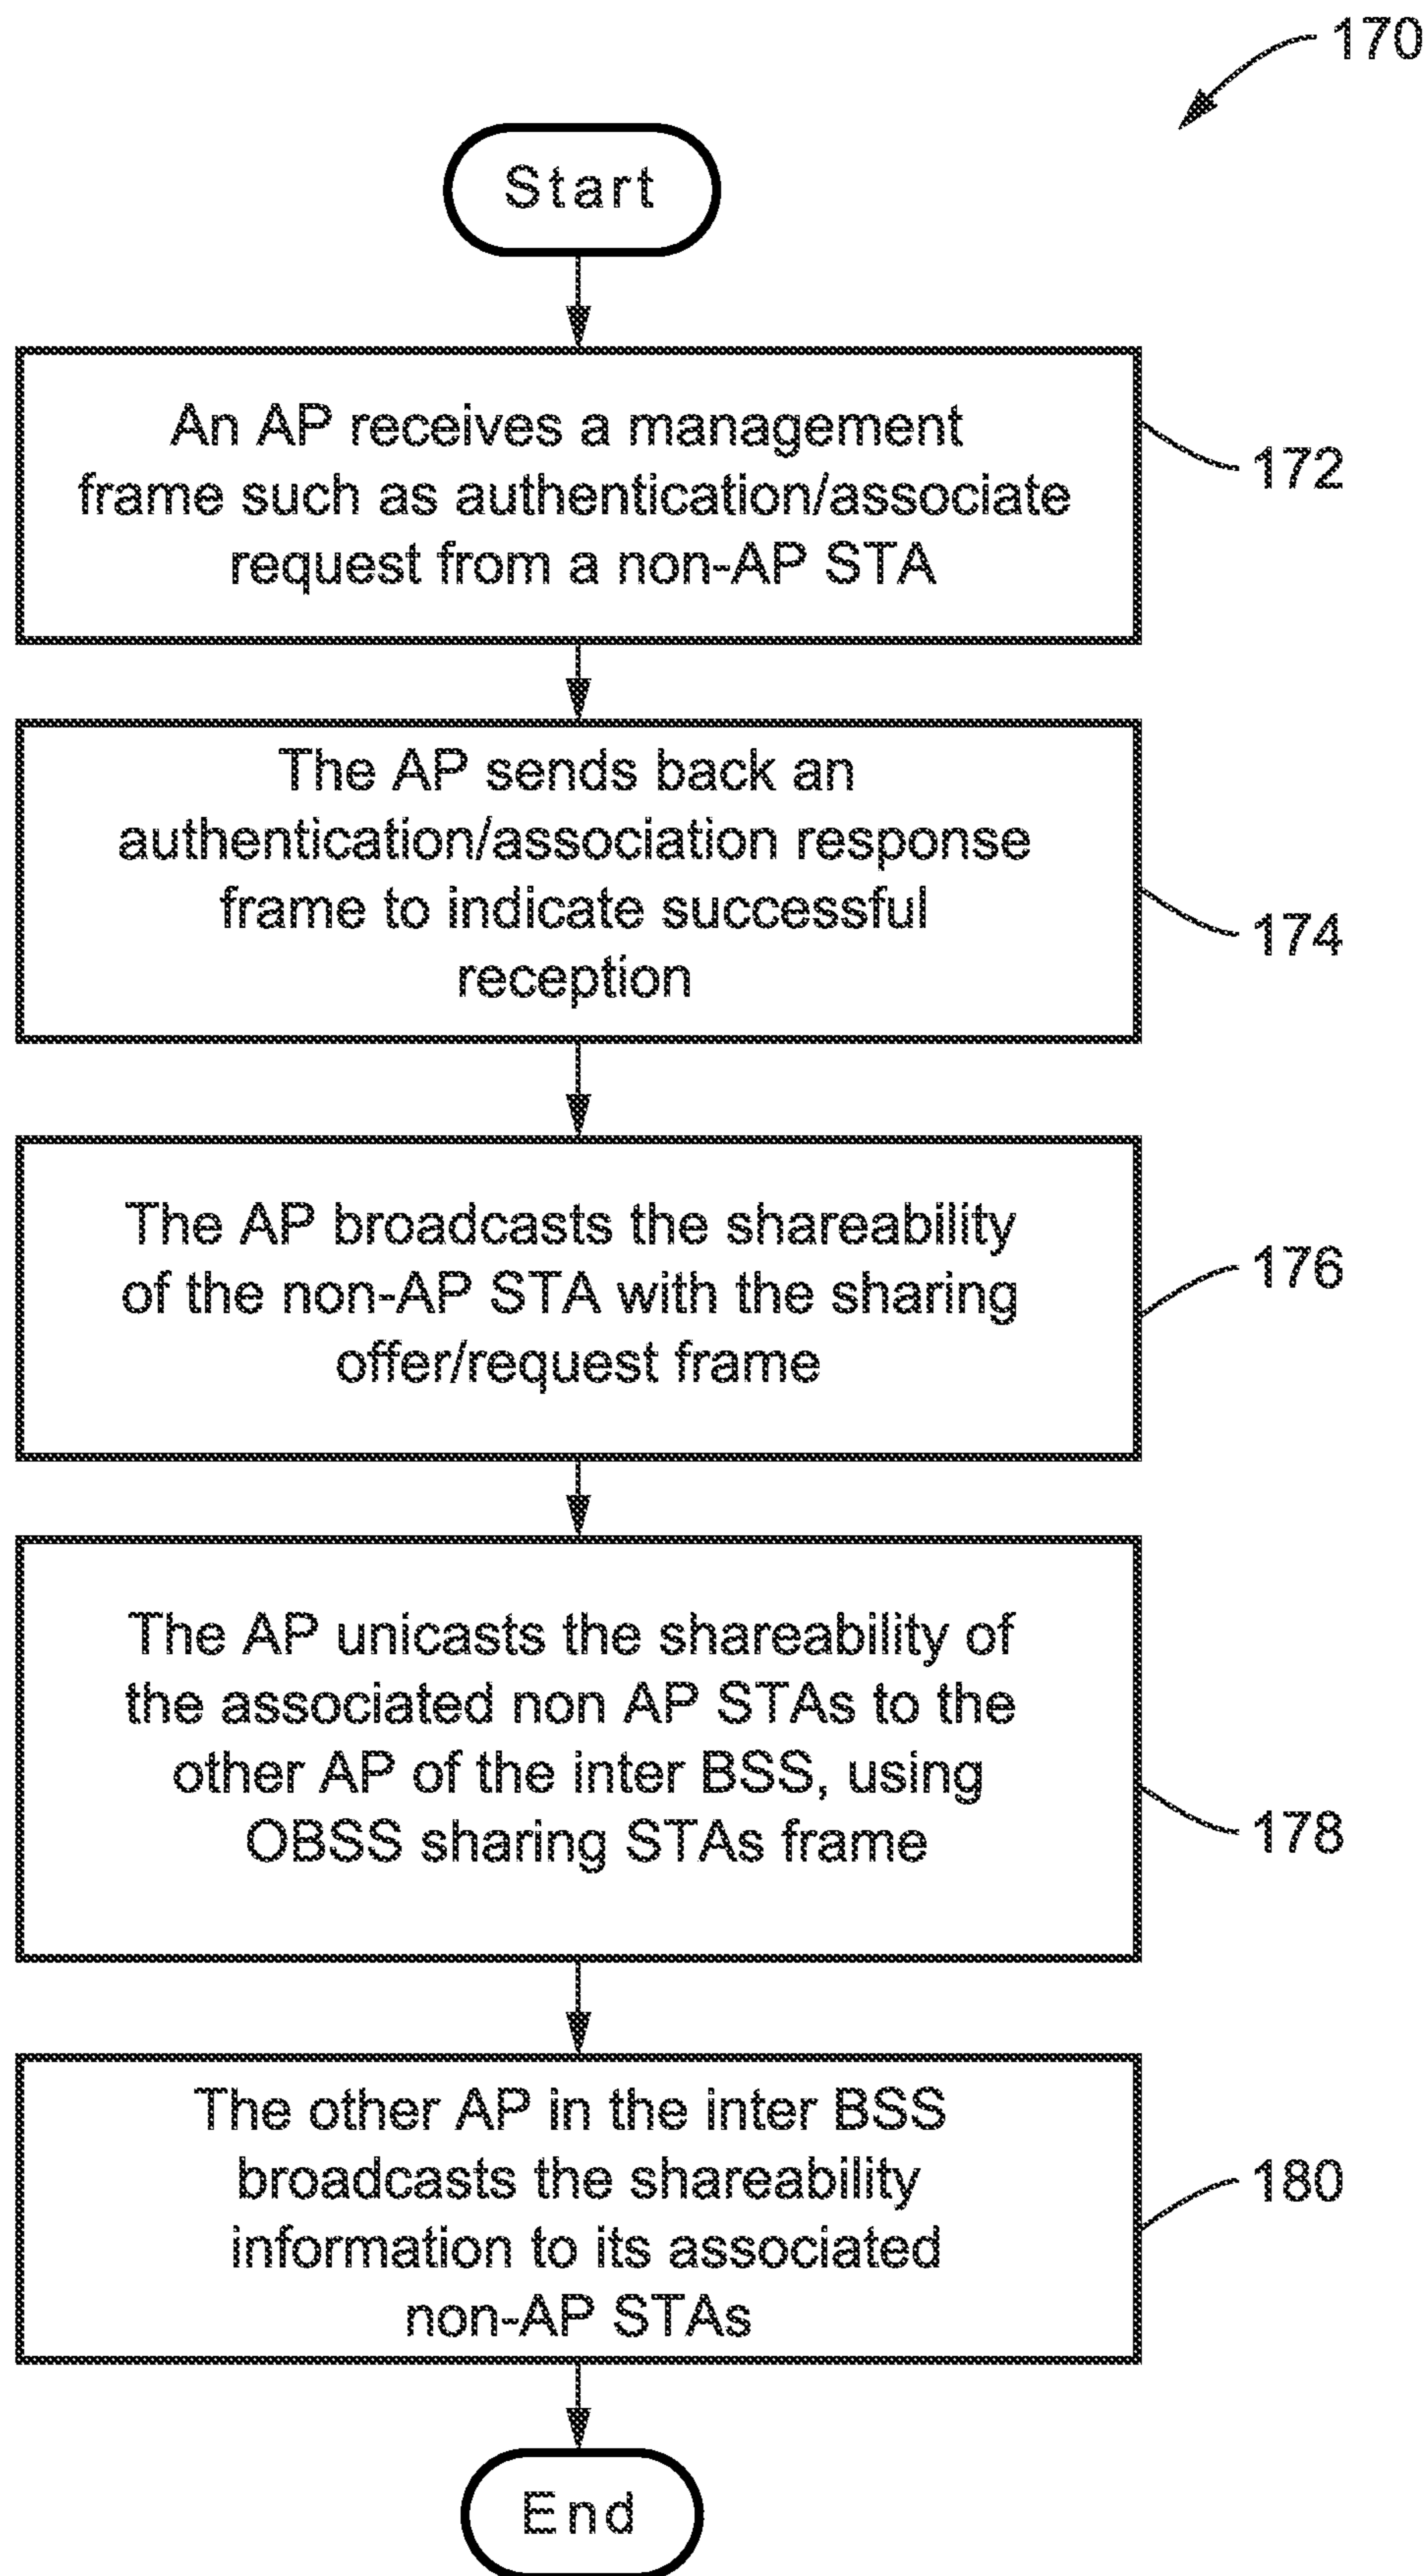 170
Start
An AP receives a management
frame such as authentication/associate
request from a non-AP STA
172
The AP sends back an
authentication/association response
frame to indicate successful
reception
174
The AP broadcasts the shareability
of the non-AP STA with the sharing
offer/request frame
176
The AP unicasts the shareability of
the associated non AP STAs to the
other AP of the inter BSS, using
OBSS sharing STAs frame
178
The other AP in the inter BSS
broadcasts the shareability
information to its associated
non-AP STAs
180
End